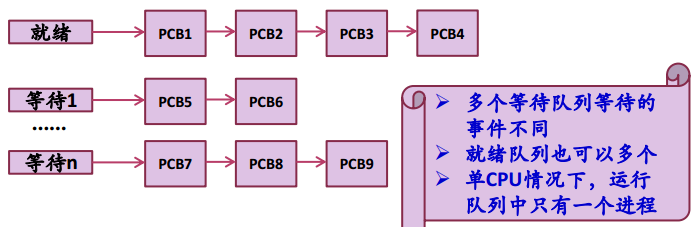 就绪 PCB1 PCB2 PCB3 PCB4
等待1 PCB5 PCB6
……
等待n PCB7 PCB8 PCB9
➢ 多个等待队列等待的
事件不同
➢ 就绪队列也可以多个
➢ 单CPU情况下，运行
队列中只有一个进程